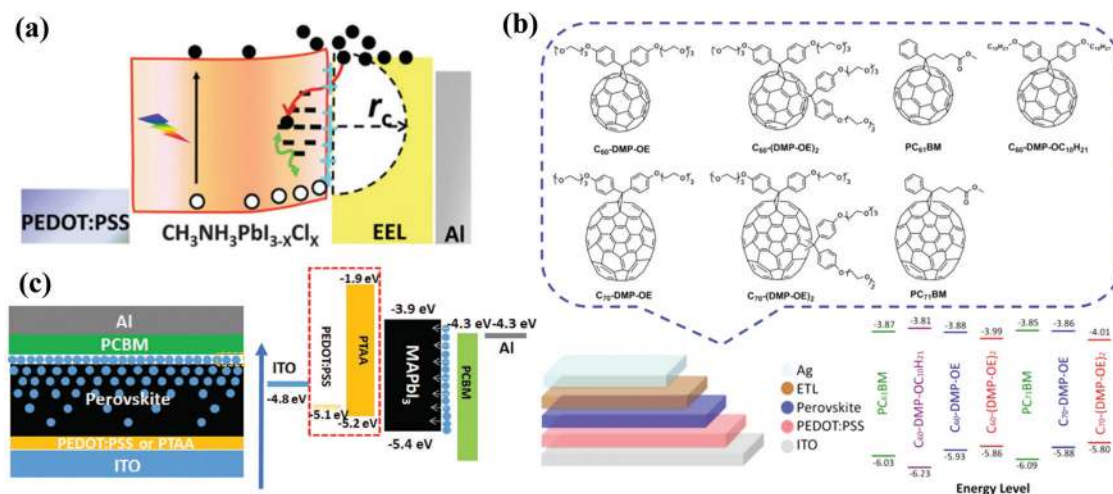 (a)
r_c
PEDOT:PSS
CH₃NH₃PbI₃₋ₓClₓ
EEL
Al
(b)
C₆₀-DMP-OE
C₆₀-(DMP-OE)₂
PC₆₁BM
C₆₀-DMP-OC₁₀H₂₁
C₇₀-DMP-OE
C₇₀-(DMP-OE)₂
PC₇₁BM
Ag
ETL
Perovskite
PEDOT:PSS
ITO
-3.87
-3.81
-3.88
-3.99
-3.85
-3.86
-4.01
PC₆₁BM
C₆₀-DMP-OC₁₀H₂₁
C₆₀-DMP-OE
C₆₀-(DMP-OE)₂
PC₇₁BM
C₇₀-DMP-OE
C₇₀-(DMP-OE)₂
-6.03
-6.23
-5.93
-5.86
-6.09
-5.88
-5.80
Energy Level
(c)
Al
PCBM
Perovskite
PEDOT:PSS or PTAA
ITO
ITO
-4.8 eV
PEDOT:PSS
-5.1 eV
-1.9 eV
PTAA
-5.2 eV
-3.9 eV
MAPbI₃
-5.4 eV
-4.3 eV
PCBM
-4.3 eV
Al